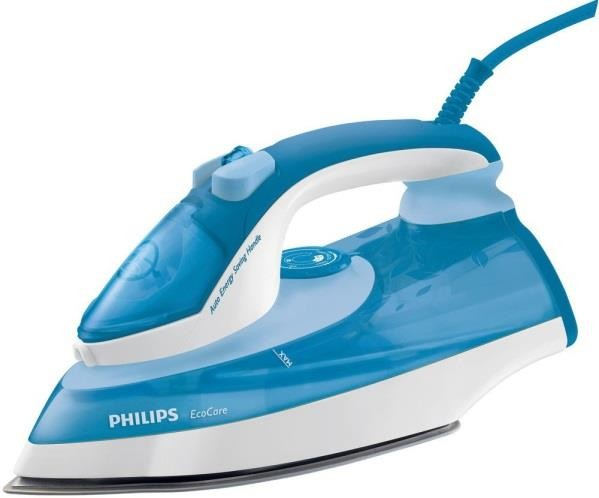 Auto Energy Saving Handle
MAX
PHILIPS EcoCare